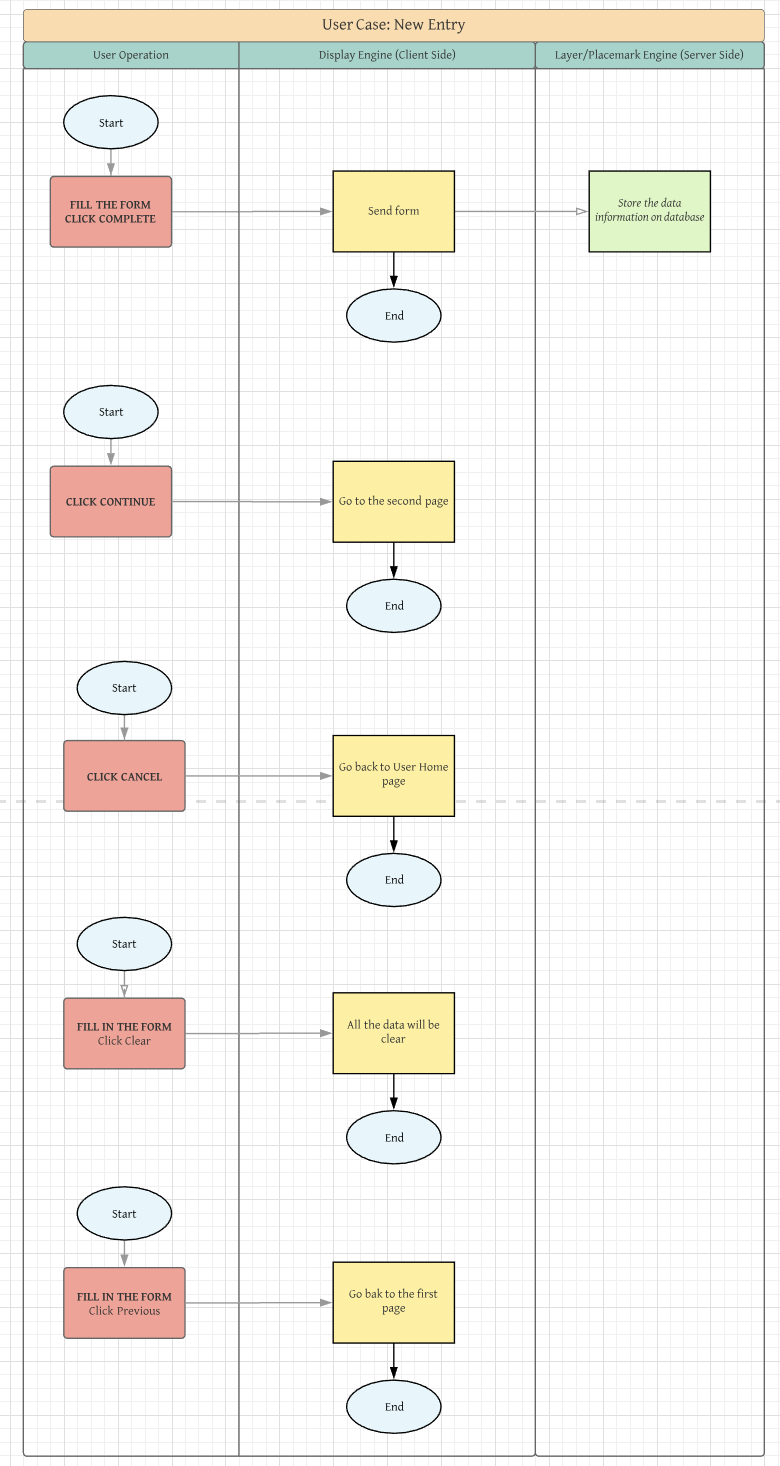 User Case: New Entry
User Operation
Display Engine (Client Side)
Layer/Placemark Engine (Server Side)
Start
FILL THE FORM
CLICK COMPLETE
Send form
Store the data
information on database
End
Start
CLICK CONTINUE
Go to the second page
End
Start
CLICK CANCEL
Go back to User Home
page
End
Start
FILL IN THE FORM
Click Clear
All the data will be
clear
End
Start
FILL IN THE FORM
Click Previous
Go bak to the first
page
End